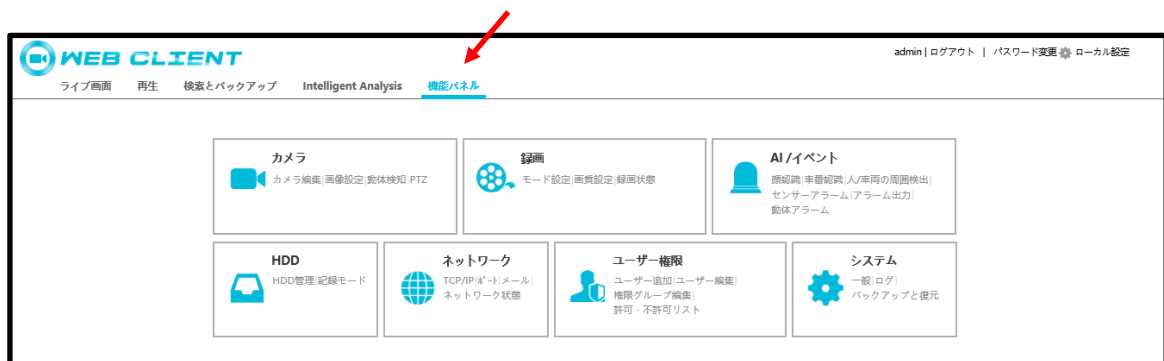 WEB CLIENT
admin | ログアウト | パスワード変更 ローカル設定
ライブ画面 再生 検索とバックアップ Intelligent Analysis 機能パネル
カメラ
カメラ編集|画像設定|動体検知|PTZ
録画
モード設定|画質設定|録画状態
AI /イベント
顔認識|車番認識|人/車両の周囲検出|
センサーアラーム|アラーム出力|
動体アラーム
HDD
HDD管理|記録モード
ネットワーク
TCP/IP|ポート|メール|
ネットワーク状態
ユーザー権限
ユーザー追加|ユーザー編集|
権限グループ編集|
許可・不許可リスト
システム
一般|ログ|
バックアップと復元